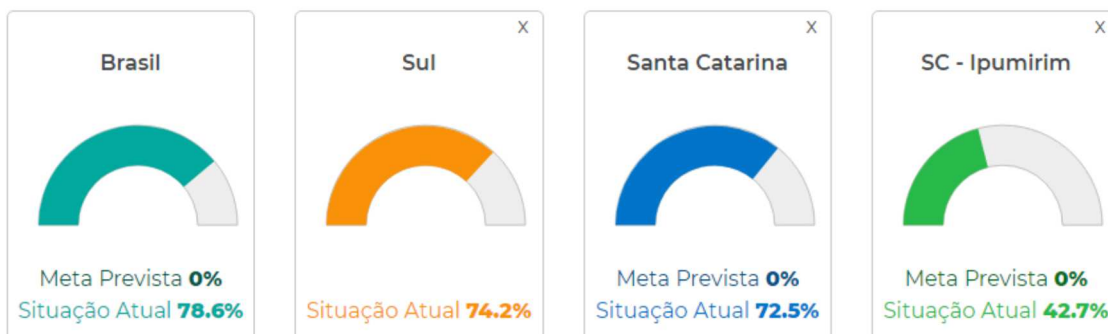 Brasil
Meta Prevista 0%
Situação Atual 78.6%
X
Sul
Situação Atual 74.2%
X
Santa Catarina
Meta Prevista 0%
Situação Atual 72.5%
X
SC - Ipumirim
Meta Prevista 0%
Situação Atual 42.7%